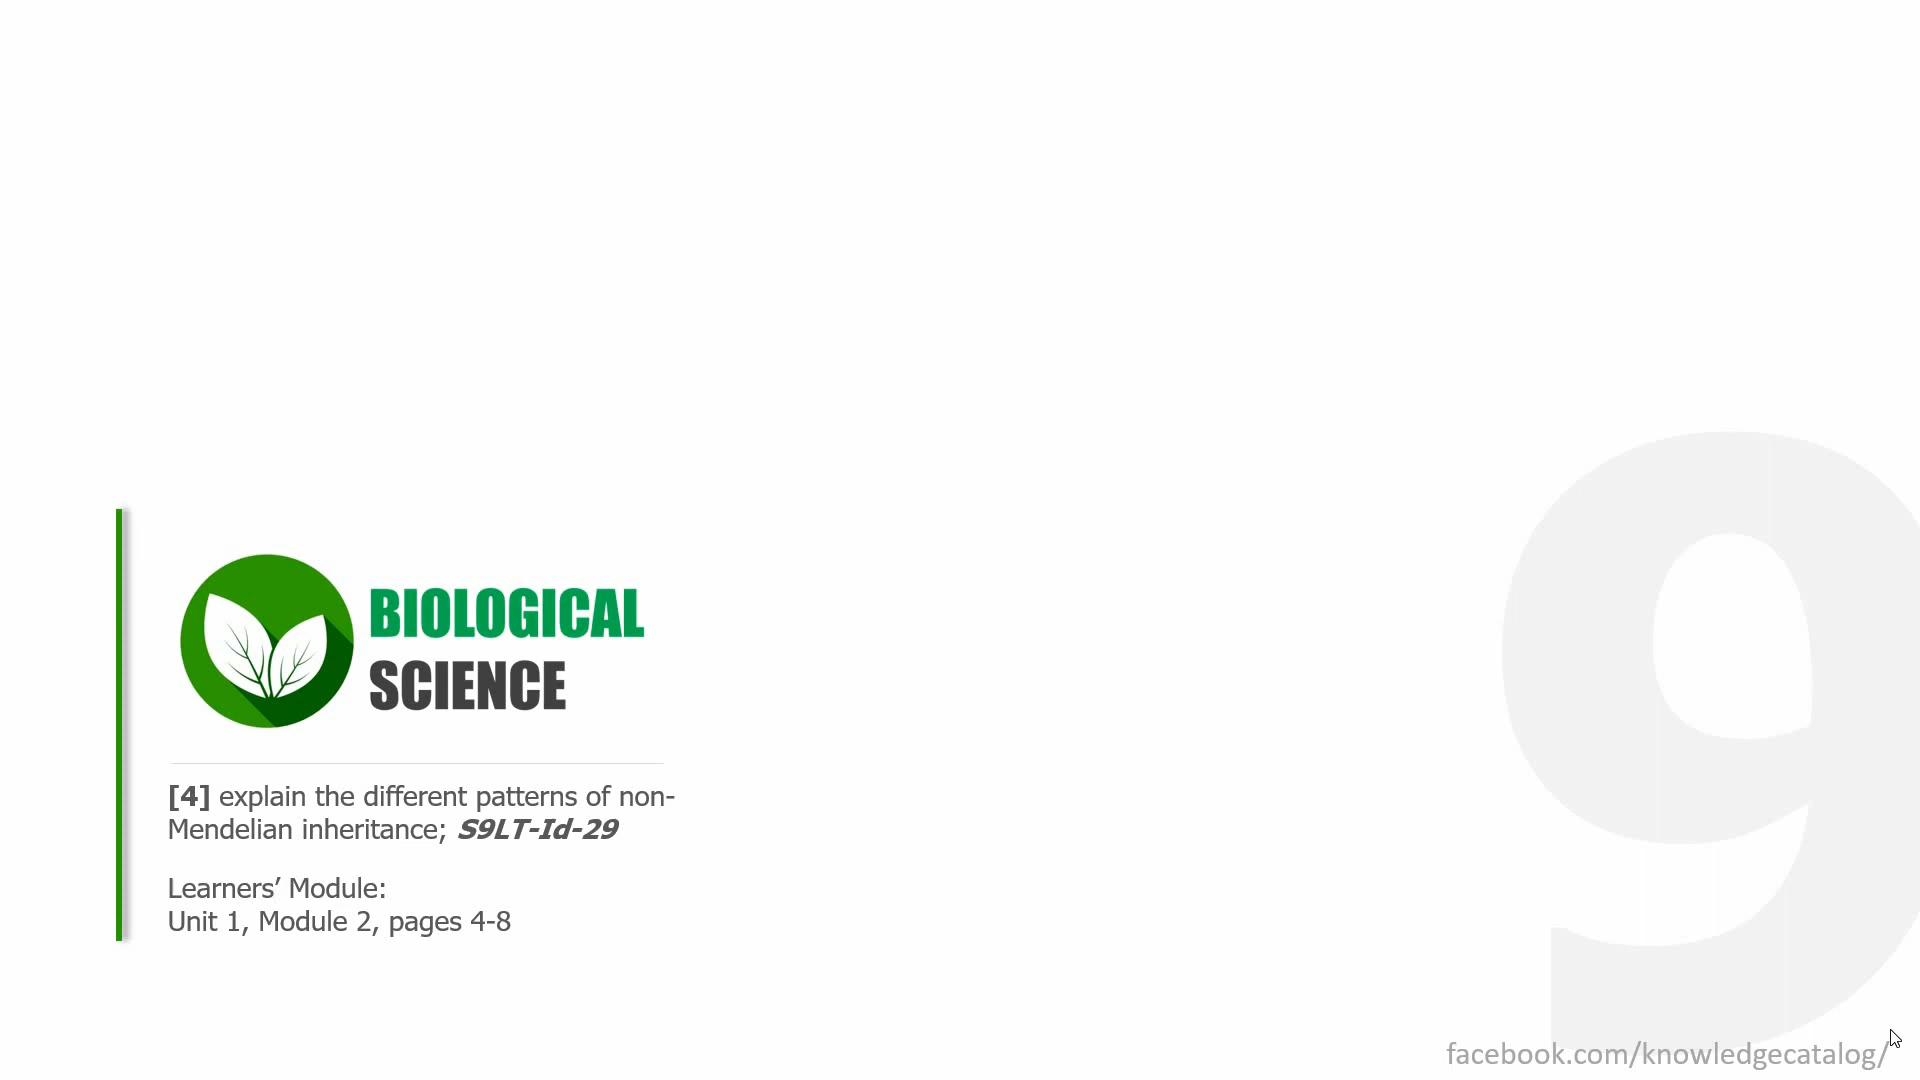 BIOLOGICAL
SCIENCE
[4] explain the different patterns of non-
Mendelian inheritance; S9LT-Id-29
Learners’ Module:
Unit 1, Module 2, pages 4-8
9
facebook.com/knowledgecatalog/